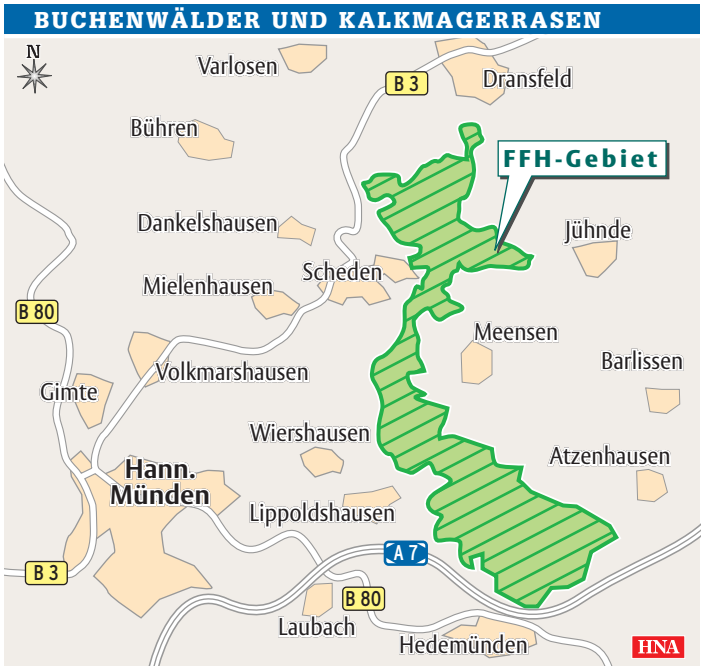 BUCHENWÄLDER UND KALKMAGERRASEN
N
Varlosen
B 3
Dransfeld
Bühren
FFH-Gebiet
Dankelshausen
Jühnde
Scheden
Mielenhausen
B 80
Meensen
Barlissen
Volkmarshausen
Gimte
Wiershausen
Atzenhausen
Hann.
Münden
Lippoldshausen
A 7
B 3
B 80
Laubach
Hedemünden
HNA